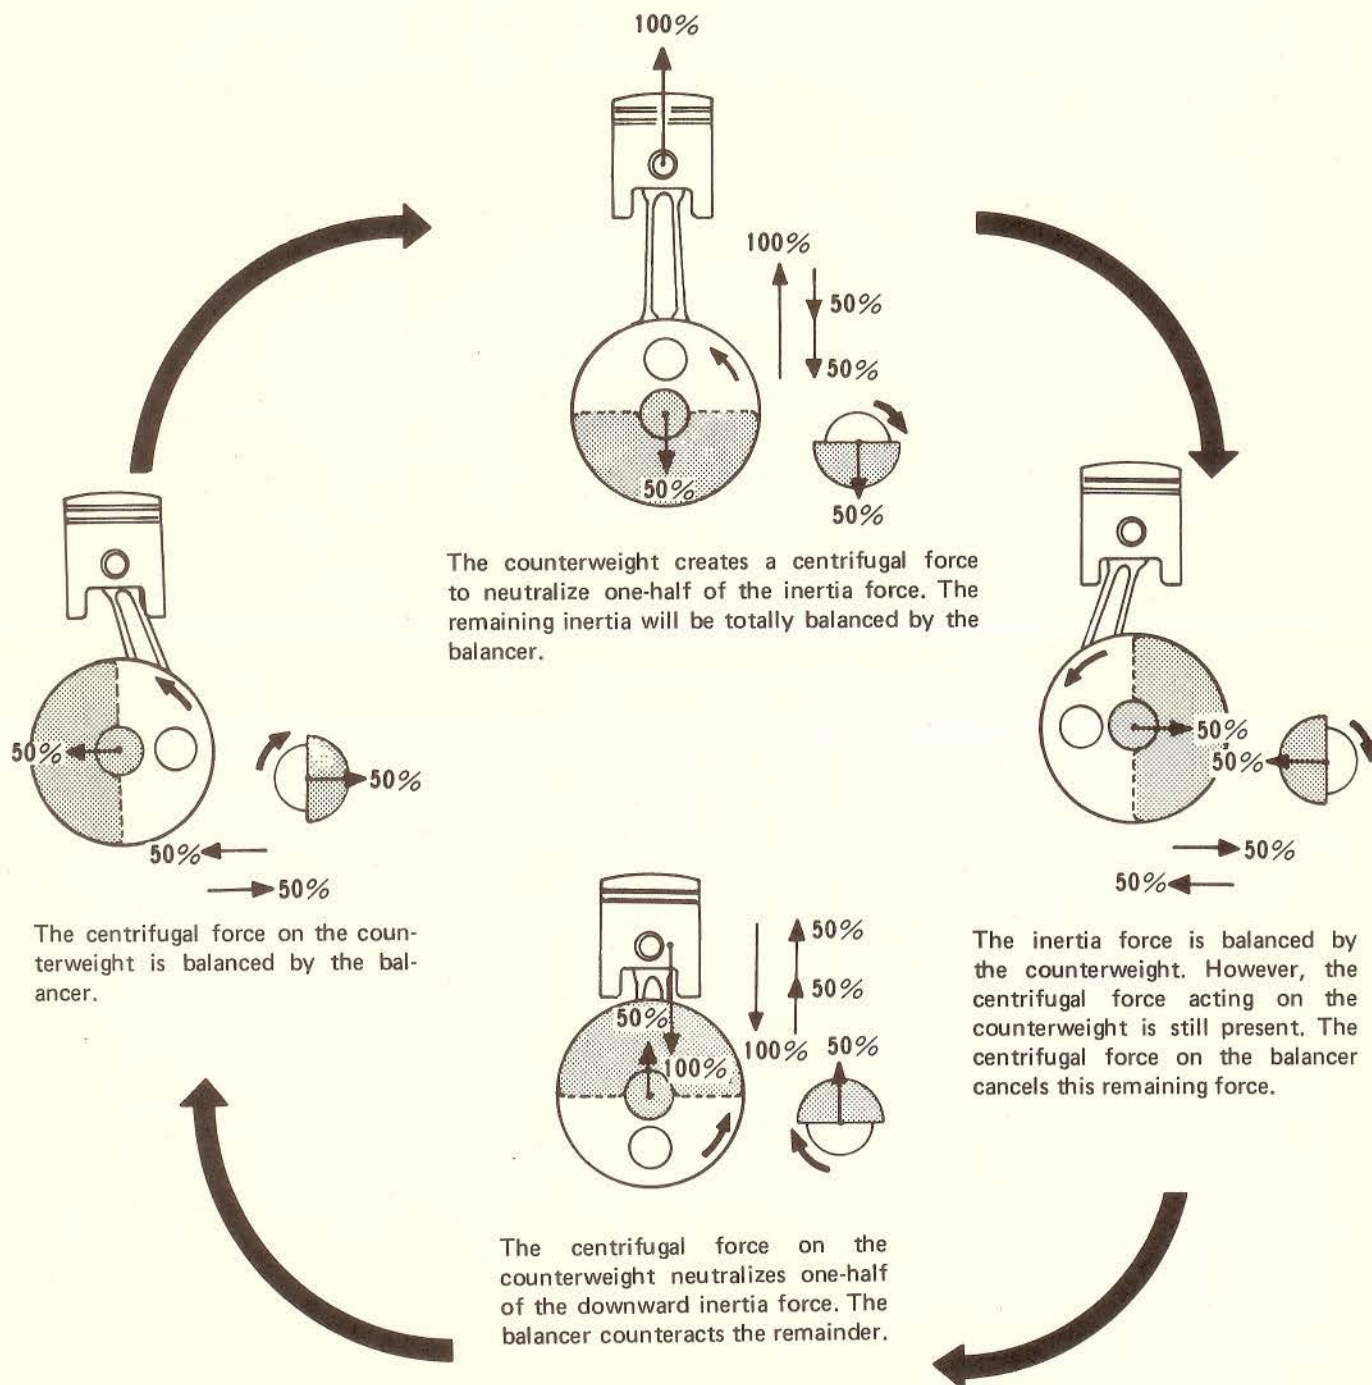 100%
100%
50%
50%
50%
50%
The counterweight creates a centrifugal force
to neutralize one-half of the inertia force. The
remaining inertia will be totally balanced by the
balancer.
50%
50%
50%
50%
The inertia force is balanced by
the counterweight. However, the
centrifugal force acting on the
counterweight is still present. The
centrifugal force on the balancer
cancels this remaining force.
50%
50%
50%
100%
100%
50%
The centrifugal force on the
counterweight neutralizes one-half
of the downward inertia force. The
balancer counteracts the remainder.
50%
50%
50%
50%
The centrifugal force on the coun-
terweight is balanced by the bal-
ancer.